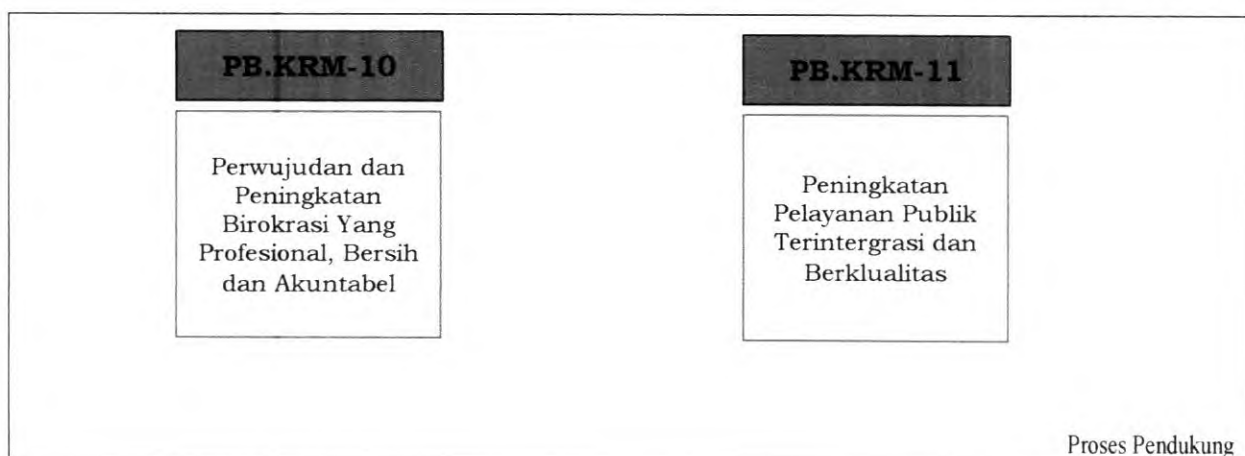 PB.KRM-10
Perwujudan dan
Peningkatan
Birokrasi Yang
Profesional, Bersih
dan Akuntabel
PB.KRM-11
Peningkatan
Pelayanan Publik
Terintergrasi dan
Berklualitas
Proses Pendukung